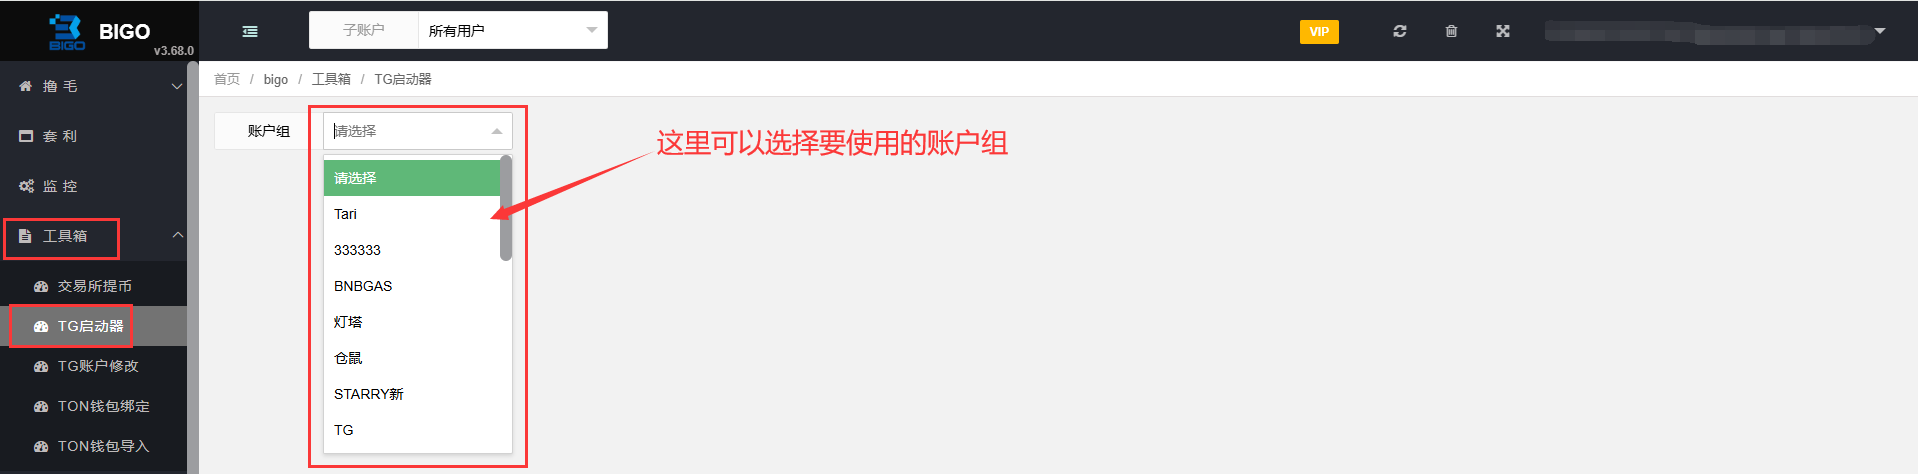 BIGO
BIGO
v3.68.0
子账户
所有用户
VIP
撸毛
套利
监控
工具箱
交易所提币
TG启动器
TG账户修改
TON钱包绑定
TON钱包导入
首页 / bigo / 工具箱 / TG启动器
账户组
请选择
请选择
Tari
333333
BNBGAS
灯塔
仓鼠
STARRY新
TG
这里可以选择要使用的账户组